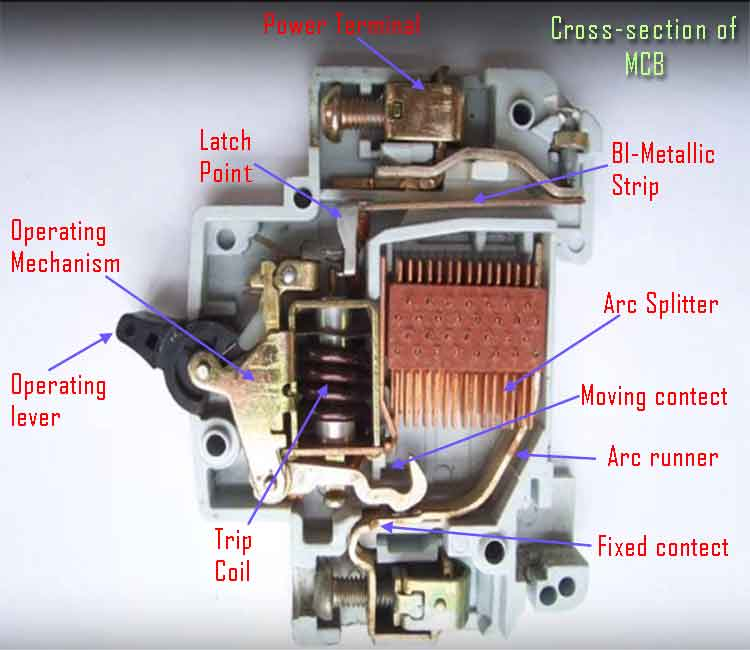 Power Terminal
Cross-section of
MCB
Latch
Point
BI-Metallic
Strip
Operating
Mechanism
Arc Splitter
Operating
lever
Moving contect
Arc runner
Trip
Coil
Fixed contect